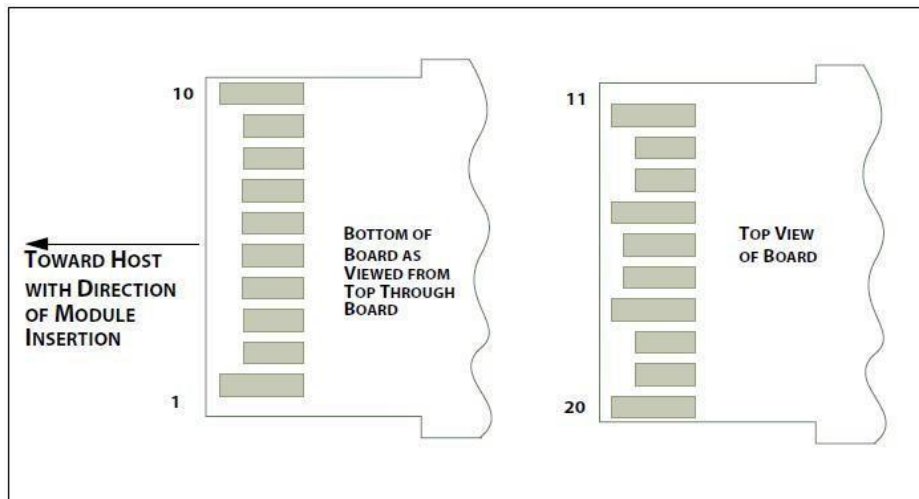 10
1
TOWARD HOST
WITH DIRECTION
OF MODULE
INSERTION
BOTTOM OF
BOARD AS
VIEWED FROM
TOP THROUGH
BOARD
11
20
TOP VIEW
OF BOARD